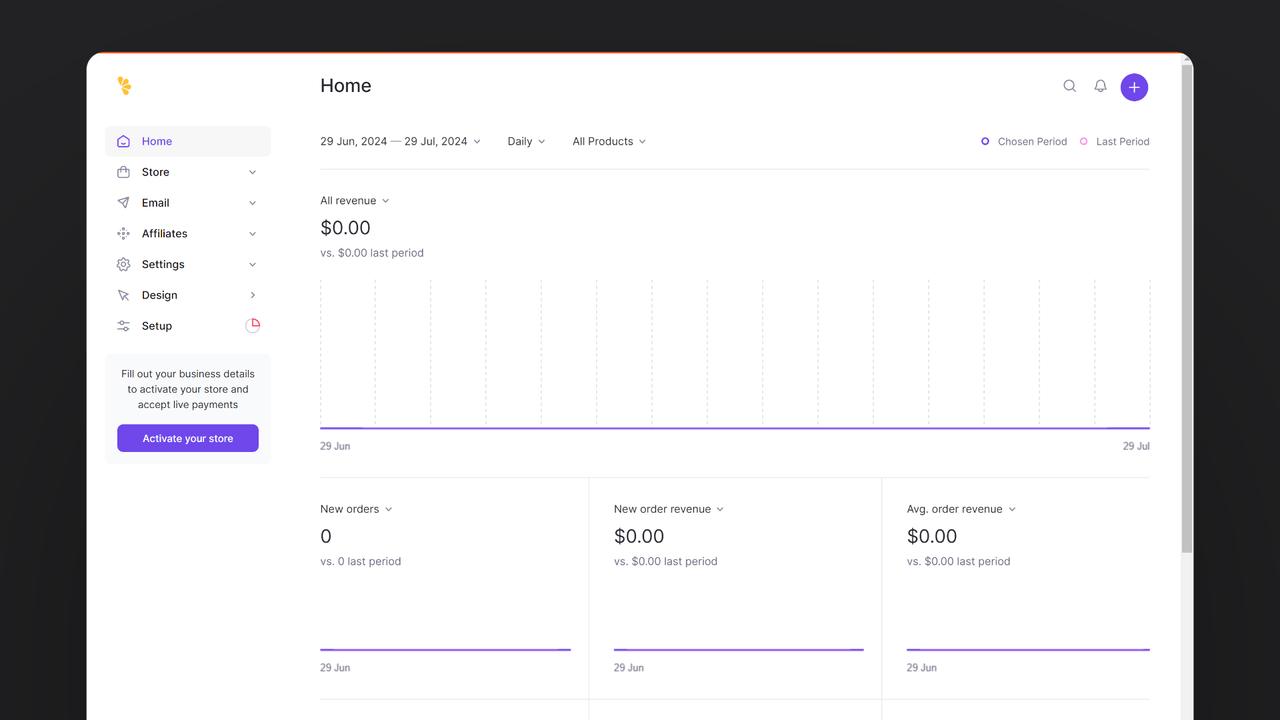 Home
Home
Store
Email
Affiliates
Settings
Design
Setup
Fill out your business details
to activate your store and
accept live payments
Activate your store
29 Jun, 2024 — 29 Jul, 2024
Daily
All Products
Chosen Period
Last Period
All revenue
$0.00
vs. $0.00 last period
29 Jun
29 Jul
New orders
0
vs. 0 last period
29 Jun
New order revenue
$0.00
vs. $0.00 last period
29 Jun
Avg. order revenue
$0.00
vs. $0.00 last period
29 Jun